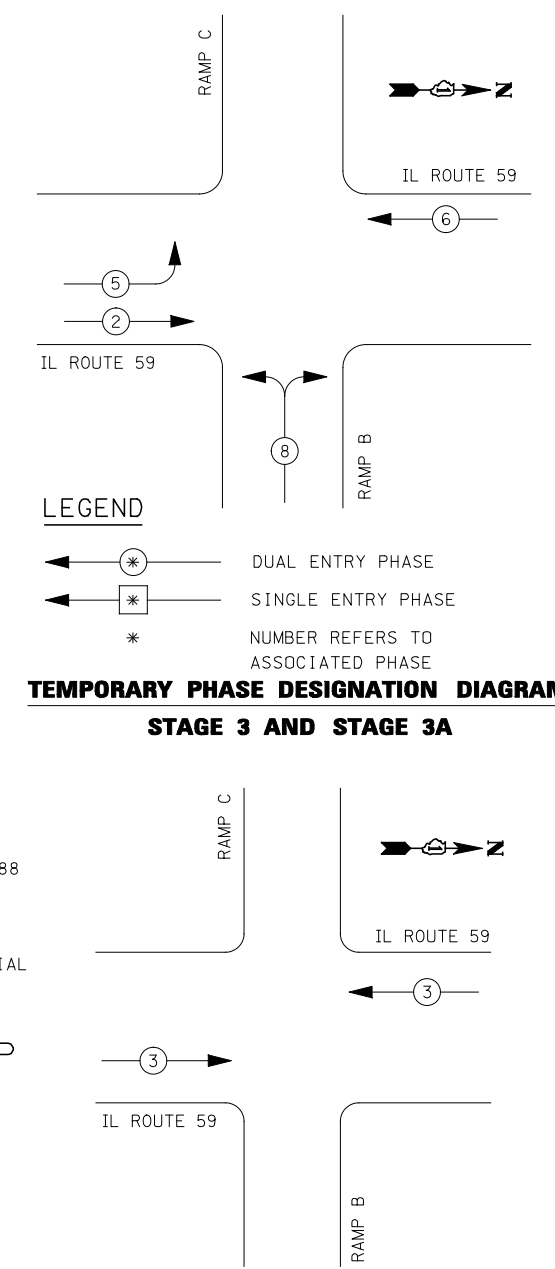 RAMP C
N
IL ROUTE 59
6
5
2
IL ROUTE 59
8
RAMP B
LEGEND
* DUAL ENTRY PHASE
* SINGLE ENTRY PHASE
* NUMBER REFERS TO
ASSOCIATED PHASE
TEMPORARY PHASE DESIGNATION DIAGRAM
STAGE 3 AND STAGE 3A
RAMP C
N
88
IL ROUTE 59
IAL
3
3
IL ROUTE 59
RAMP B